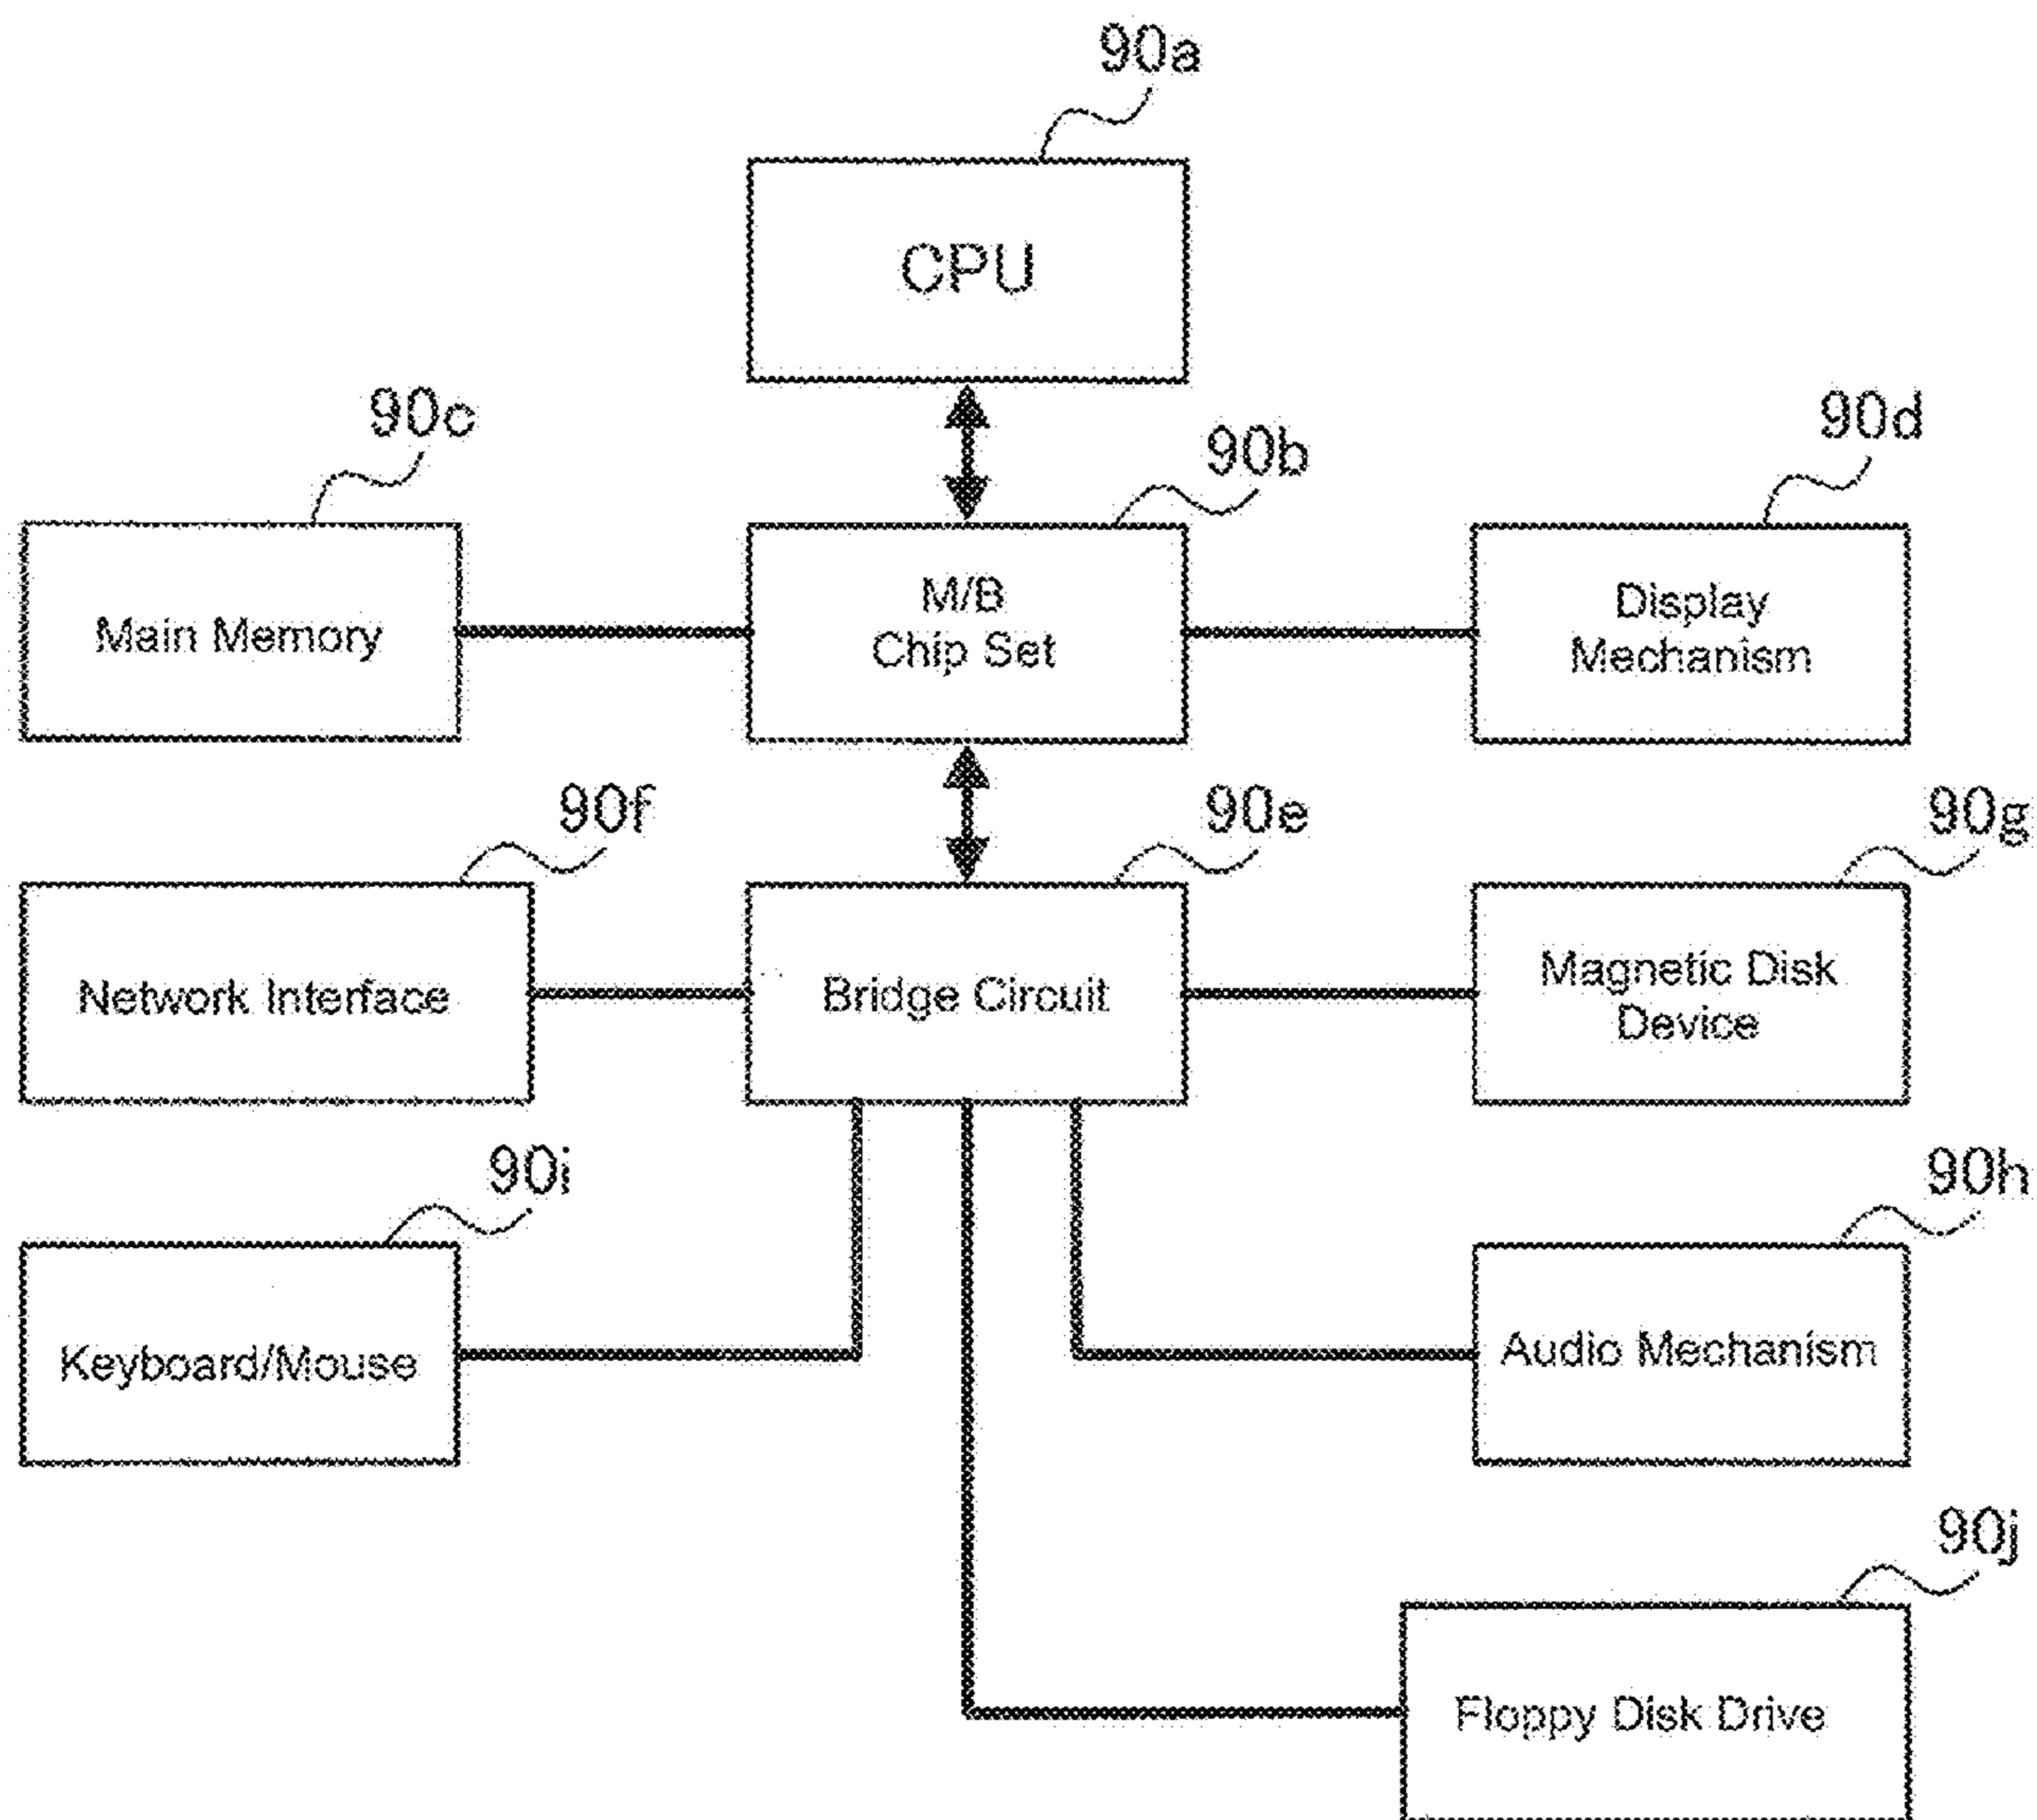 90a
CPU
90c
90b
90d
Main Memory
M/B
Chip Set
Display
Mechanism
90f
90e
90g
Network Interface
Bridge Circuit
Magnetic Disk
Device
90i
90h
Keyboard/Mouse
Audio Mechanism
90j
Floppy Disk Drive